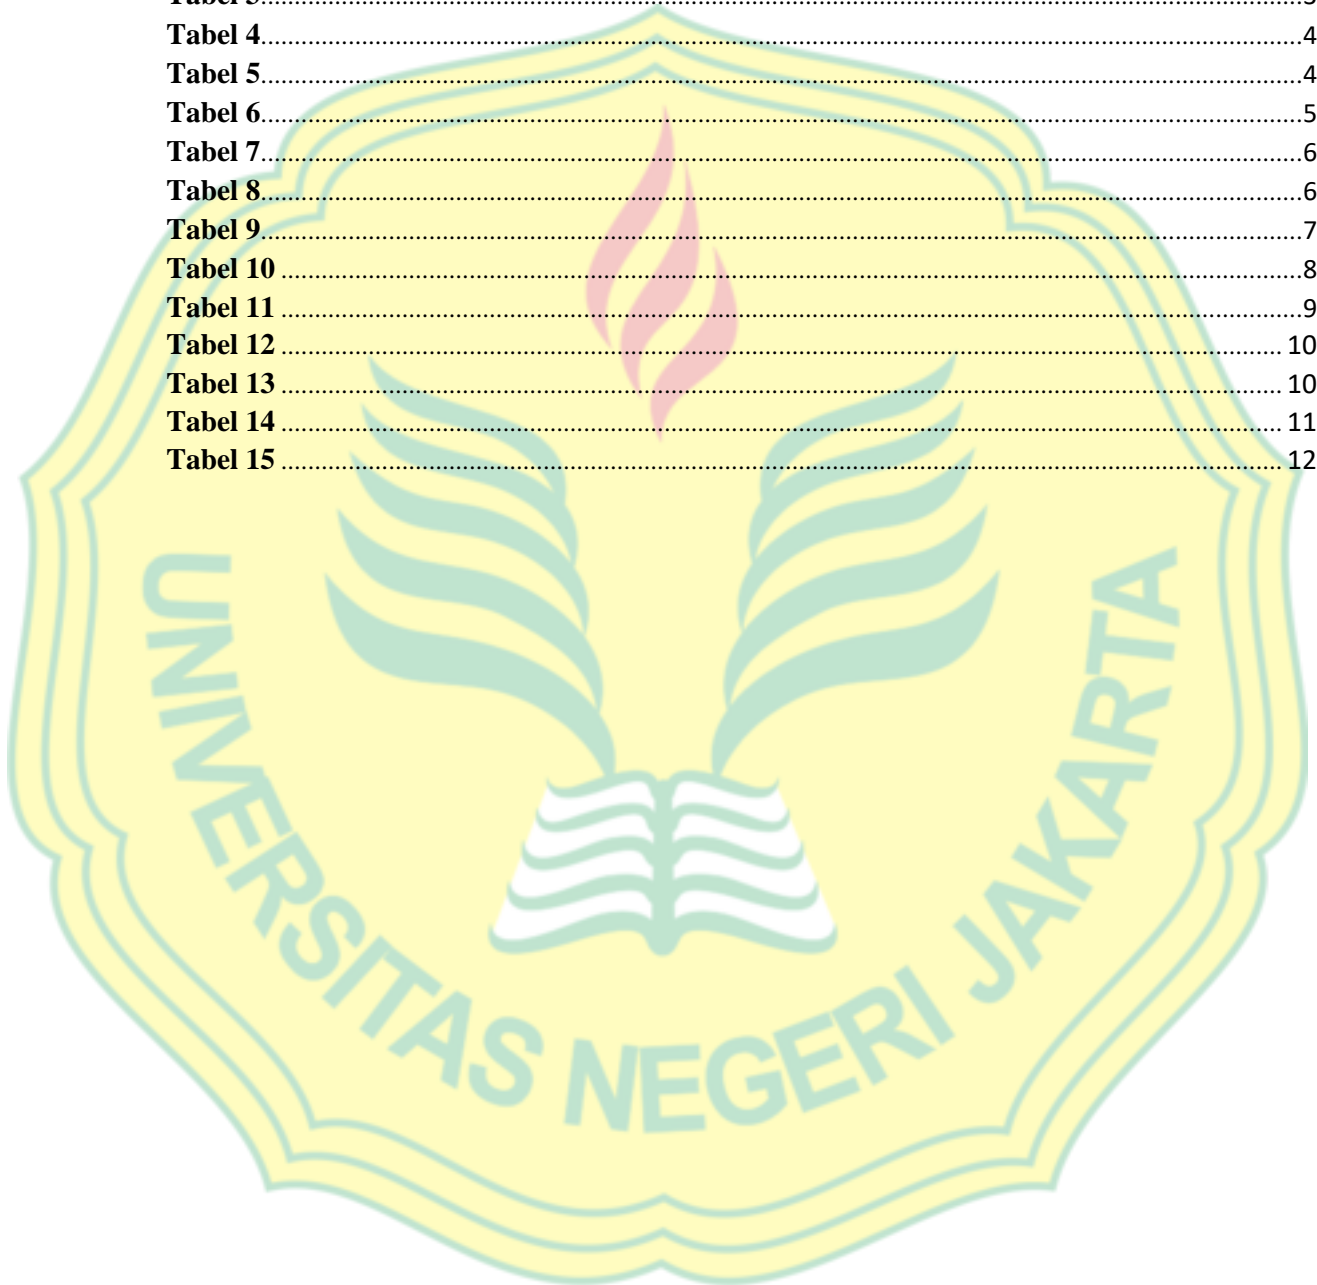 Tabel 4....................4
Tabel 5....................4
Tabel 6....................5
Tabel 7....................6
Tabel 8....................6
Tabel 9....................7
Tabel 10 ....................8
Tabel 11 ....................9
Tabel 12 .................... 10
Tabel 13 .................... 10
Tabel 14 .................... 11
Tabel 15 .................... 12
UNIVERSITAS NEGERI JAKARTA